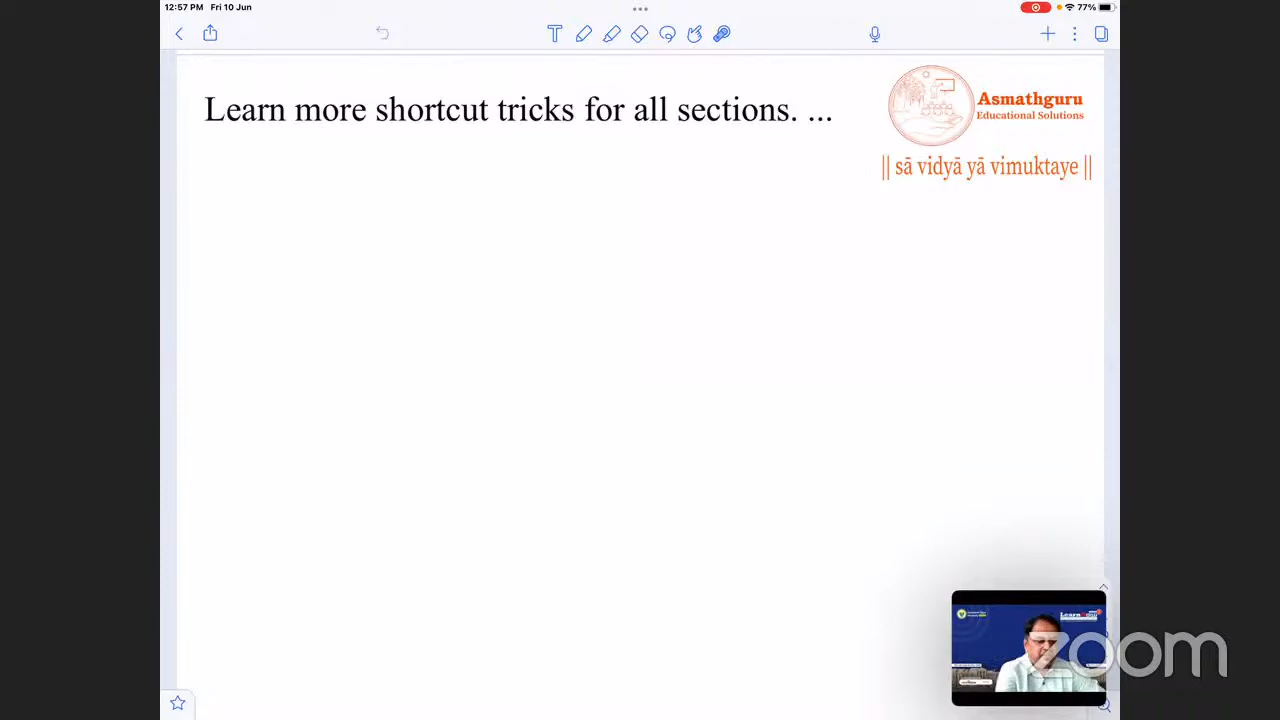 12:57 PM Fri 10 Jun
77%
Learn more shortcut tricks for all sections. ...
Asmathguru
Educational Solutions
|| sā vidyā yā vimuktaye ||
zoom